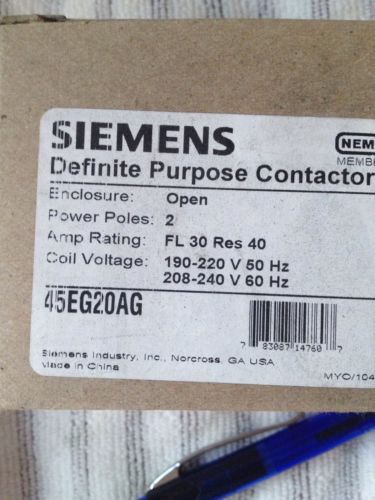 SIEMENS
NEM
MEMBE
Definite Purpose Contactor
Enclosure: Open
Power Poles: 2
Amp Rating: FL 30 Res 40
Coil Voltage: 190-220 V 50 Hz
208-240 V 60 Hz
45EG20AG
7 83087 14760 7
Siemens Industry, Inc., Norcross, GA USA
Made in China
MYO/104